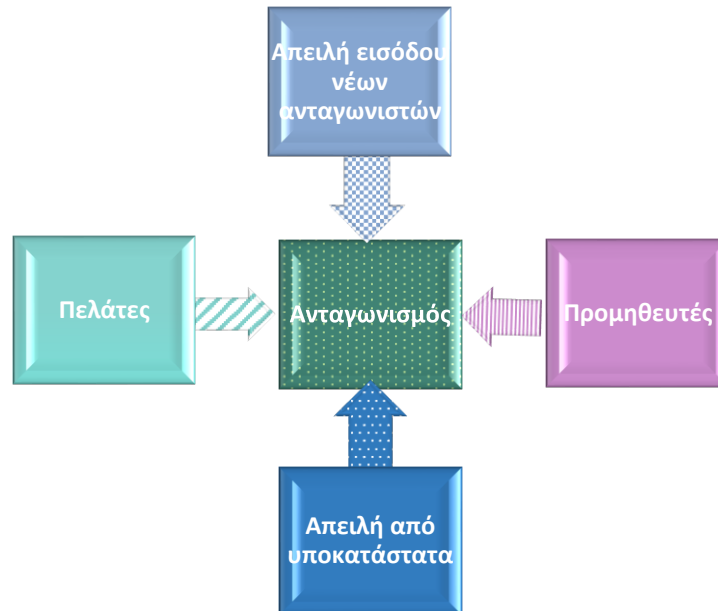 Απειλή εισόδου
νέων
ανταγωνιστών
Πελάτες
Ανταγωνισμός
Προμηθευτές
Απειλή από
υποκατάστατα